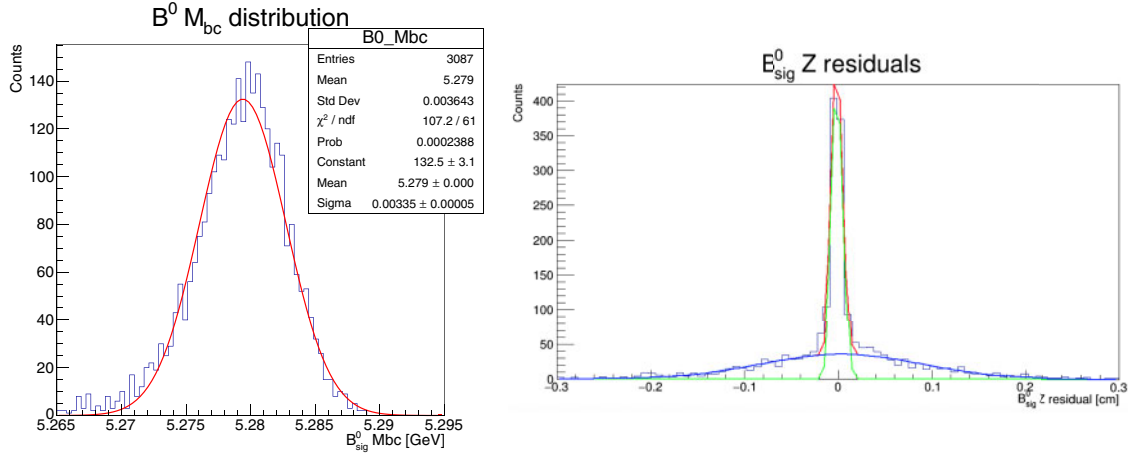 B⁰ M_bc distribution
B0_Mbc
Entries 3087
Mean 5.279
Std Dev 0.003643
χ² / ndf 107.2 / 61
Prob 0.0002388
Constant 132.5 ± 3.1
Mean 5.279 ± 0.000
Sigma 0.00335 ± 0.00005
Counts
140
120
100
80
60
40
20
0
5.265 5.27 5.275 5.28 5.285 5.29 5.295
B⁰_sig Mbc [GeV]
B⁰_sig Z residuals
Counts
400
350
300
250
200
150
100
50
0
−0.3 −0.2 −0.1 0 0.1 0.2 0.3
B⁰_sig Z residual [cm]